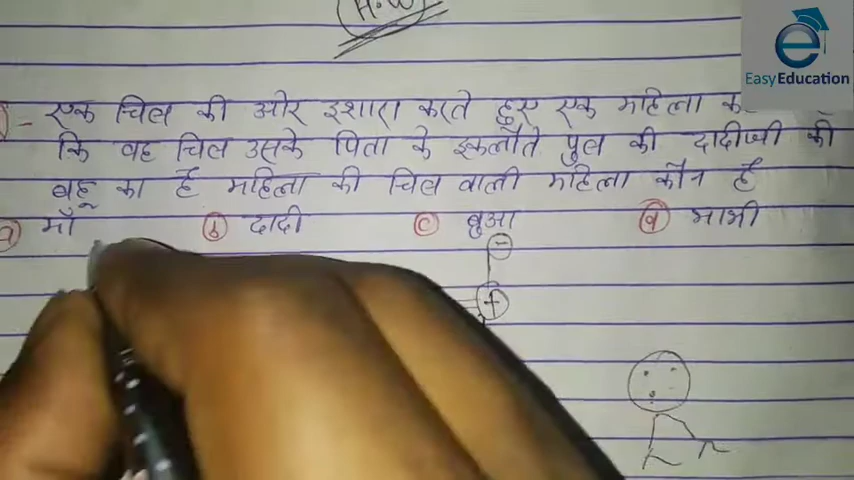 H.W
EasyEducation
एक चित्र की ओर इशारा करते हुए एक महिला
कि वह चित्र उसके पिता के इकलौते पुत्र की दादीजी की
बहू का है महिला की चित्र वाली महिला कौन है
a माँ b दादी c बुआ d भाभी
-
+